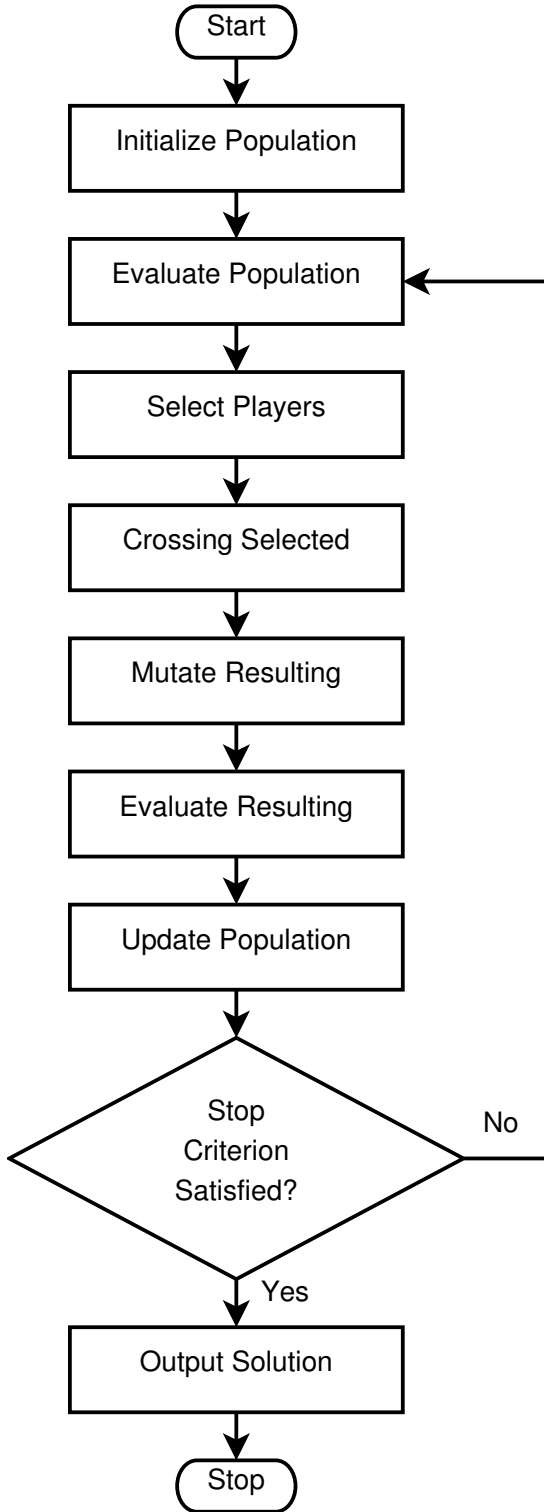 Start
Initialize Population
Evaluate Population
Select Players
Crossing Selected
Mutate Resulting
Evaluate Resulting
Update Population
Stop
Criterion
Satisfied?
No
Yes
Output Solution
Stop